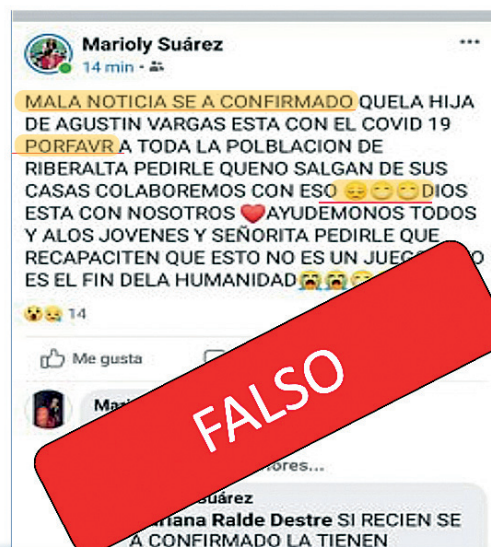 Marioly Suárez
14 min
MALA NOTICIA SE A CONFIRMADO QUELA HIJA
DE AGUSTIN VARGAS ESTA CON EL COVID 19
PORFAVR A TODA LA POLBLACION DE
RIBERALTA PEDIRLE QUENO SALGAN DE SUS
CASAS COLABOREMOS CON ESO 😔😊😊DIOS
ESTA CON NOSOTROS ❤️AYUDEMONOS TODOS
Y ALOS JOVENES Y SEÑORITA PEDIRLE QUE
RECAPACITEN QUE ESTO NO ES UN
ES EL FIN DELA HUMANIDAD😭😭
14
Me gusta
FALSO
Suárez
Ralde Destre SI RECIEN SE
A CONFIRMADO LA TIENEN